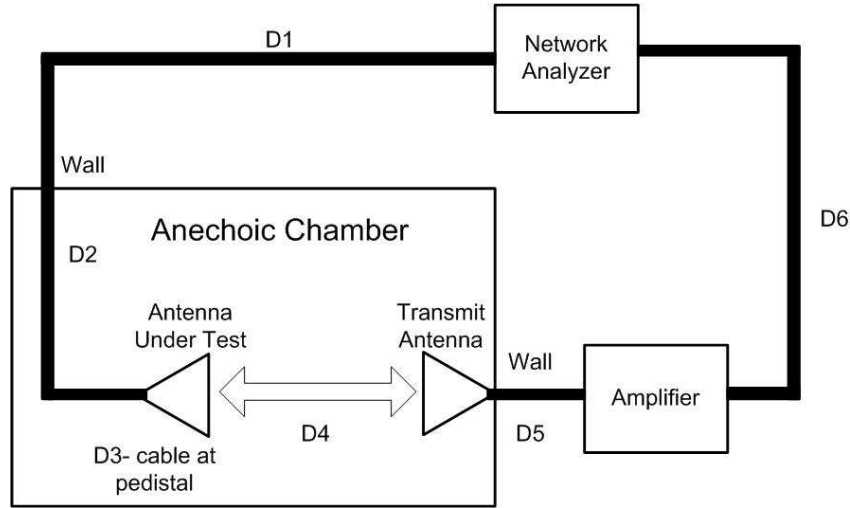 D1
Network
Analyzer
Wall
D6
Anechoic Chamber
D2
Antenna
Under Test
Transmit
Antenna
Wall
Amplifier
D4
D5
D3- cable at
pedistal